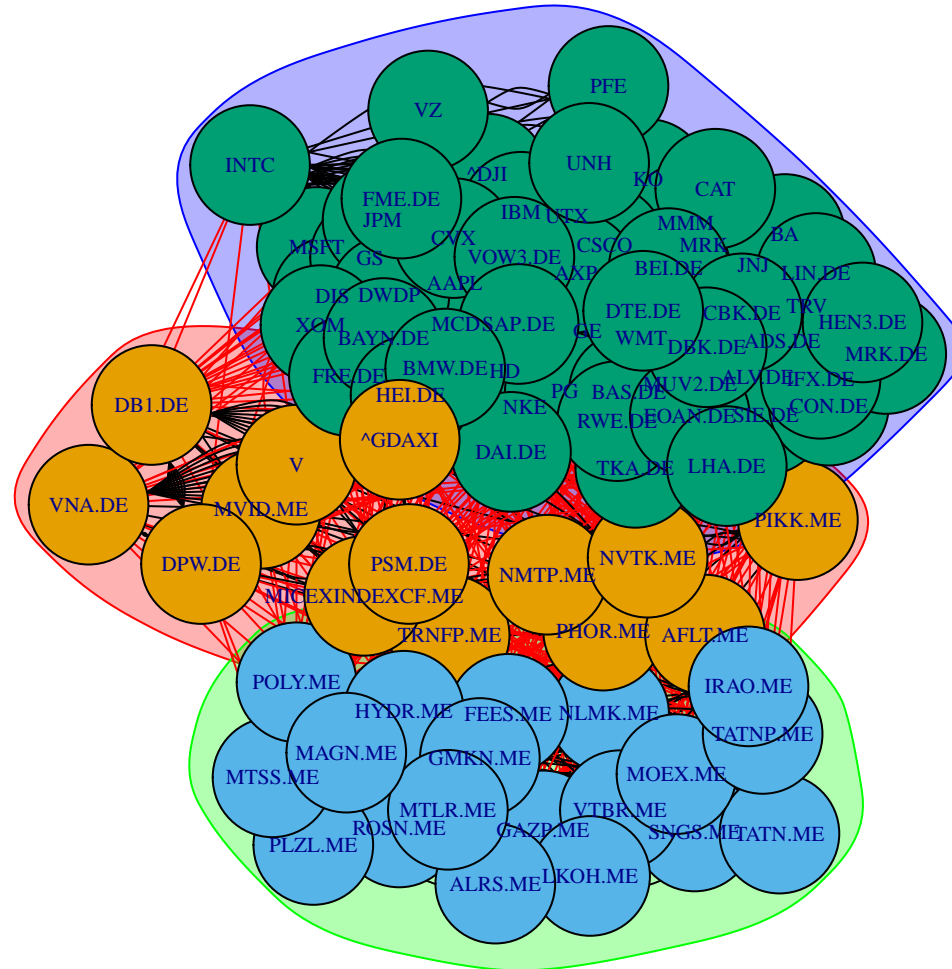 PFE
VZ
INTC
UNH
^DJI
KO
CAT
FME.DE
JPM
IBM
UTX
MMM
BA
MSFT
GS
CVX
VOW3.DE
CSCO
MRK
AAPL
AXP
BEI.DE
JNJ
LIN.DE
DIS
DWDP
XOM
BAYN.DE
MCD
SAP.DE
GE
DTE.DE
WMT
CBK.DE
TRV
HEN3.DE
DBK.DE
ADS.DE
MRK.DE
FRE.DE
BMW.DE
HD
HEI.DE
NKE
PG
BAS.DE
MUV2.DE
ALV.DE
IFX.DE
CON.DE
DB1.DE
^GDAXI
RWE.DE
EOAN.DE
SIE.DE
V
DAI.DE
TKA.DE
LHA.DE
VNA.DE
MVID.ME
PIKK.ME
DPW.DE
PSM.DE
NMTP.ME
NVTK.ME
MICEXINDEXCF.ME
TRNFP.ME
PHOR.ME
AFLT.ME
POLY.ME
IRAO.ME
HYDR.ME
FEES.ME
NLMK.ME
TATNP.ME
MAGN.ME
GMKN.ME
MOEX.ME
MTSS.ME
MTLR.ME
VTBR.ME
ROSN.ME
GAZP.ME
SNGS.ME
TATN.ME
PLZL.ME
ALRS.ME
LKOH.ME